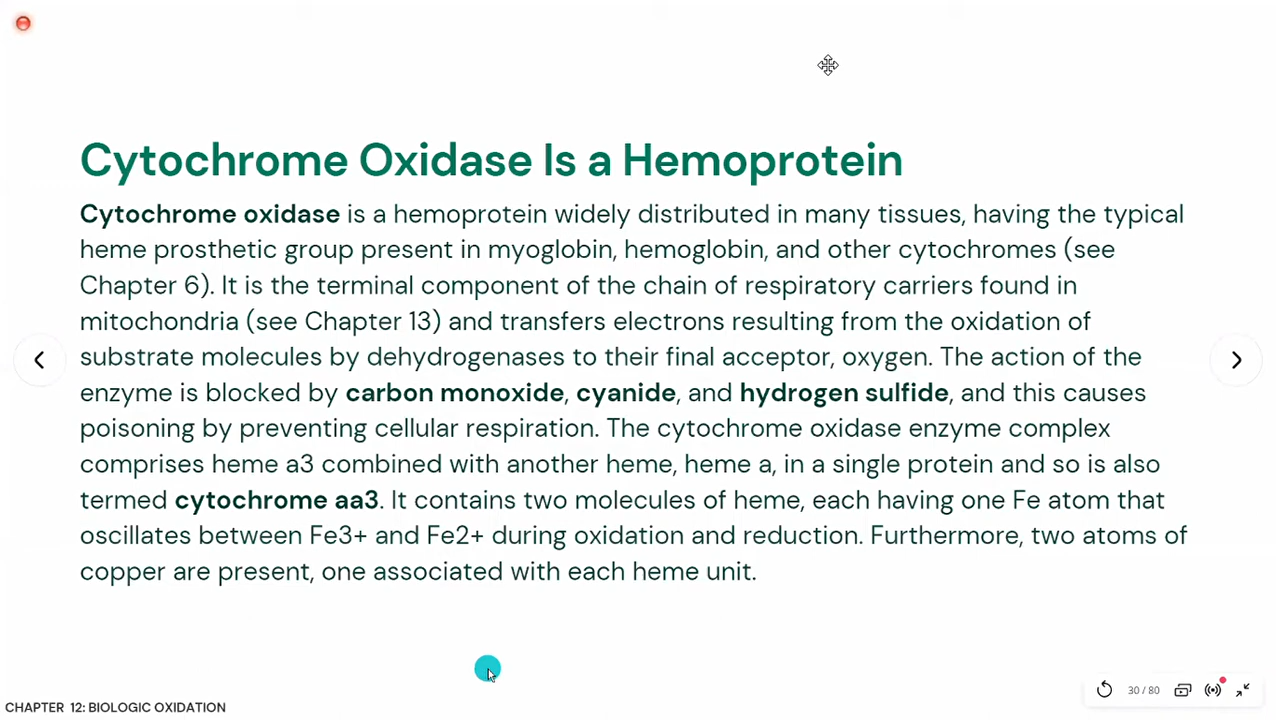 Cytochrome Oxidase Is a Hemoprotein
Cytochrome oxidase is a hemoprotein widely distributed in many tissues, having the typical
heme prosthetic group present in myoglobin, hemoglobin, and other cytochromes (see
Chapter 6). It is the terminal component of the chain of respiratory carriers found in
mitochondria (see Chapter 13) and transfers electrons resulting from the oxidation of
substrate molecules by dehydrogenases to their final acceptor, oxygen. The action of the
enzyme is blocked by carbon monoxide, cyanide, and hydrogen sulfide, and this causes
poisoning by preventing cellular respiration. The cytochrome oxidase enzyme complex
comprises heme a3 combined with another heme, heme a, in a single protein and so is also
termed cytochrome aa3. It contains two molecules of heme, each having one Fe atom that
oscillates between Fe3+ and Fe2+ during oxidation and reduction. Furthermore, two atoms of
copper are present, one associated with each heme unit.
30 / 80
CHAPTER 12: BIOLOGIC OXIDATION